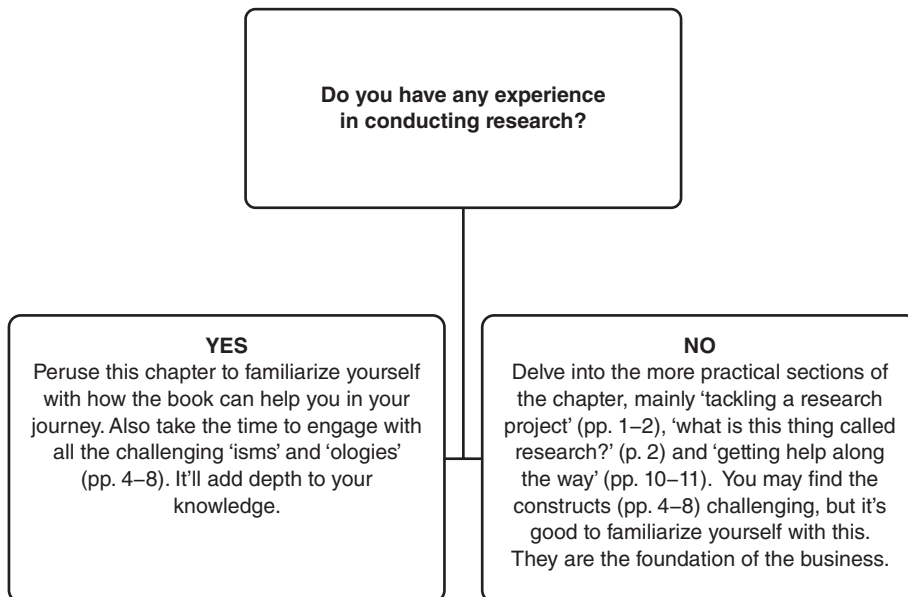 Do you have any experience
in conducting research?
YES
Peruse this chapter to familiarize yourself
with how the book can help you in your
journey. Also take the time to engage with
all the challenging ‘isms’ and ‘ologies’
(pp. 4–8). It’ll add depth to your
knowledge.
NO
Delve into the more practical sections of
the chapter, mainly ‘tackling a research
project’ (pp. 1–2), ‘what is this thing called
research?’ (p. 2) and ‘getting help along
the way’ (pp. 10–11). You may find the
constructs (pp. 4–8) challenging, but it’s
good to familiarize yourself with this.
They are the foundation of the business.